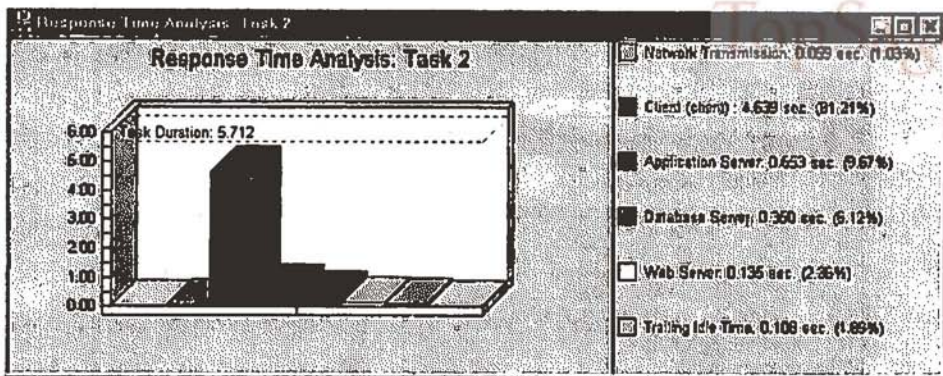 Response Time Analysis: Task 2
Response Time Analysis: Task 2
Task Duration: 5.712
6.00
5.00
4.00
3.00
2.00
1.00
0.00
Network Transmission: 0.059 sec. (1.03%)
Client (chord) : 4.639 sec. (81.21%)
Application Server: 0.553 sec. (9.67%)
Database Server: 0.350 sec. (6.12%)
Web Server: 0.135 sec. (2.36%)
Trailing Idle Time: 0.108 sec. (1.89%)